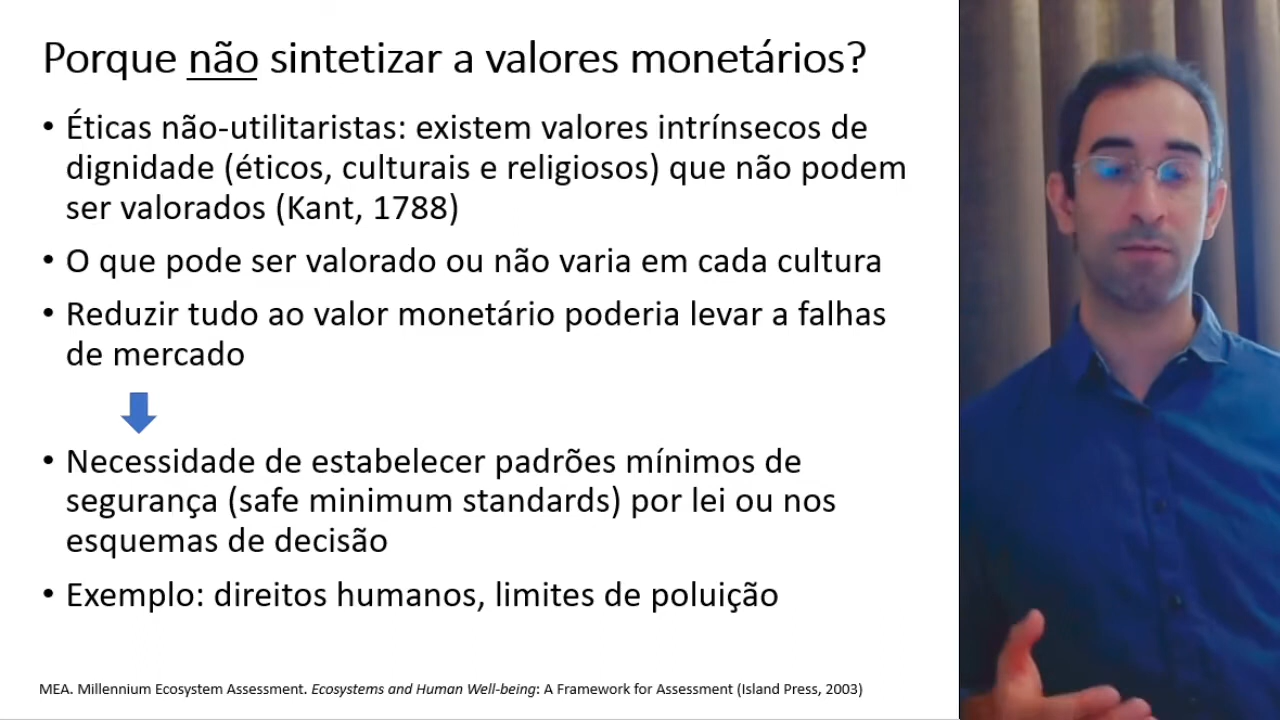 Porque não sintetizar a valores monetários?
• Éticas não-utilitaristas: existem valores intrínsecos de
dignidade (éticos, culturais e religiosos) que não podem
ser valorados (Kant, 1788)
• O que pode ser valorado ou não varia em cada cultura
• Reduzir tudo ao valor monetário poderia levar a falhas
de mercado
• Necessidade de estabelecer padrões mínimos de
segurança (safe minimum standards) por lei ou nos
esquemas de decisão
• Exemplo: direitos humanos, limites de poluição
MEA. Millennium Ecosystem Assessment. Ecosystems and Human Well-being: A Framework for Assessment (Island Press, 2003)